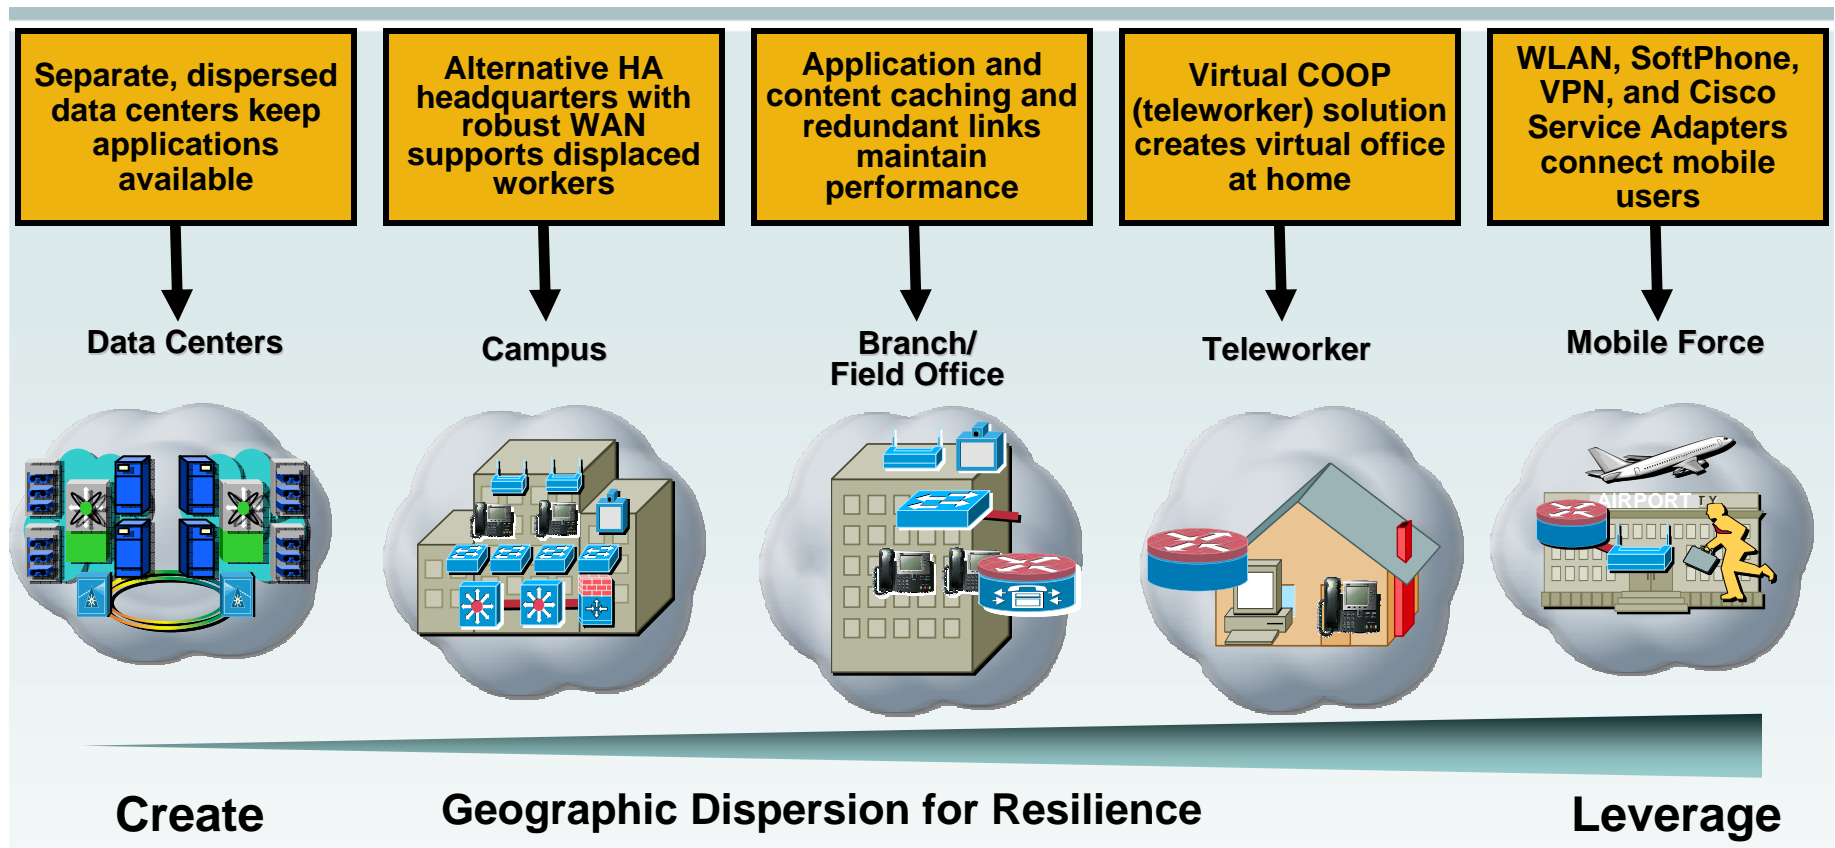 Separate, dispersed
data centers keep
applications
available
Alternative HA
headquarters with
robust WAN
supports displaced
workers
Application and
content caching and
redundant links
maintain
performance
Virtual COOP
(teleworker) solution
creates virtual office
at home
WLAN, SoftPhone,
VPN, and Cisco
Service Adapters
connect mobile
users
Data Centers
Campus
Branch/
Field Office
Teleworker
Mobile Force
AIRPORT
Create
Geographic Dispersion for Resilience
Leverage